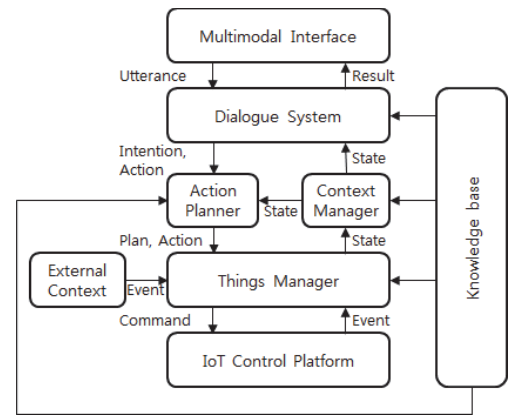 Multimodal Interface
Utterance
Result
Dialogue System
Intention,
Action
State
Action
Planner
State
Context
Manager
Knowledge base
Plan, Action
State
External
Context
Event
Things Manager
Command
Event
IoT Control Platform